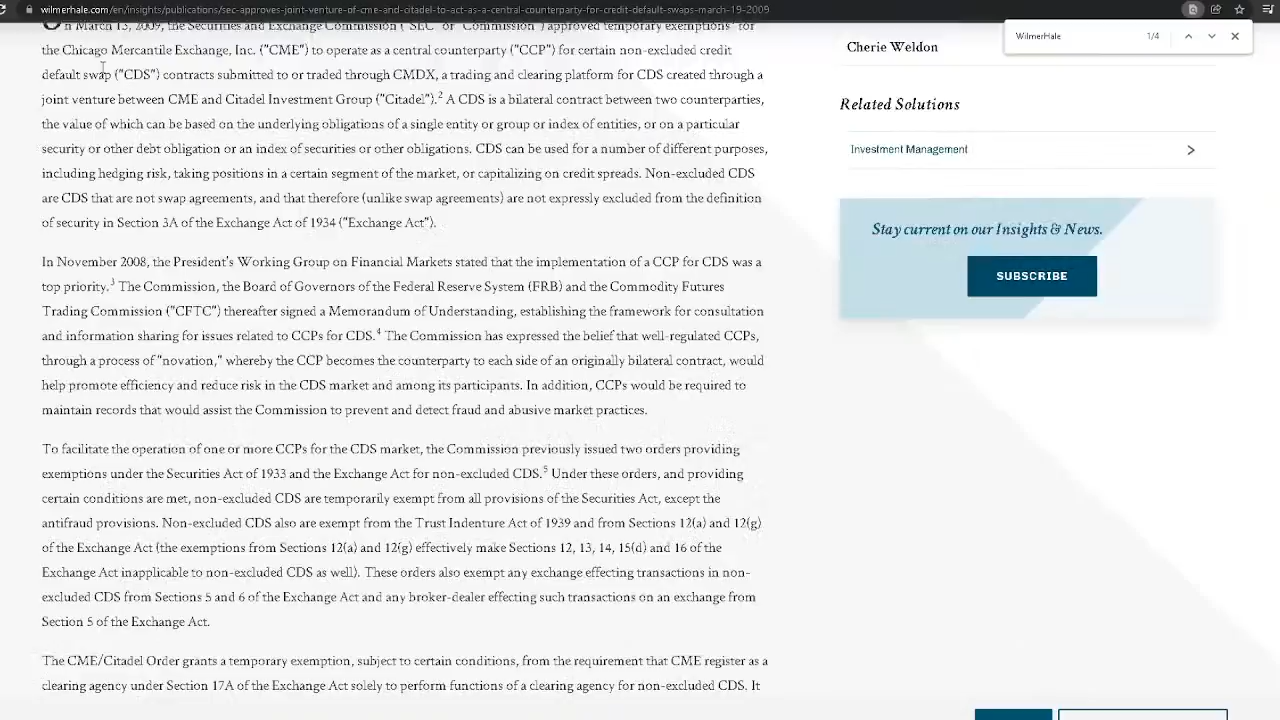 wilmerhale.com/en/insights/publications/sec-approves-joint-venture-of-cme-and-citadel-to-act-as-a-central-counterparty-for-credit-default-swaps-march-19-2009
WilmerHale 1/4
On March 13, 2009, the Securities and Exchange Commission ("SEC" or "Commission") approved temporary exemptions¹ for
the Chicago Mercantile Exchange, Inc. ("CME") to operate as a central counterparty ("CCP") for certain non-excluded credit
default swap ("CDS") contracts submitted to or traded through CMDX, a trading and clearing platform for CDS created through a
joint venture between CME and Citadel Investment Group ("Citadel").² A CDS is a bilateral contract between two counterparties,
the value of which can be based on the underlying obligations of a single entity or group or index of entities, or on a particular
security or other debt obligation or an index of securities or other obligations. CDS can be used for a number of different purposes,
including hedging risk, taking positions in a certain segment of the market, or capitalizing on credit spreads. Non-excluded CDS
are CDS that are not swap agreements, and that therefore (unlike swap agreements) are not expressly excluded from the definition
of security in Section 3A of the Exchange Act of 1934 ("Exchange Act").
In November 2008, the President's Working Group on Financial Markets stated that the implementation of a CCP for CDS was a
top priority.³ The Commission, the Board of Governors of the Federal Reserve System (FRB) and the Commodity Futures
Trading Commission ("CFTC") thereafter signed a Memorandum of Understanding, establishing the framework for consultation
and information sharing for issues related to CCPs for CDS.⁴ The Commission has expressed the belief that well-regulated CCPs,
through a process of "novation," whereby the CCP becomes the counterparty to each side of an originally bilateral contract, would
help promote efficiency and reduce risk in the CDS market and among its participants. In addition, CCPs would be required to
maintain records that would assist the Commission to prevent and detect fraud and abusive market practices.
To facilitate the operation of one or more CCPs for the CDS market, the Commission previously issued two orders providing
exemptions under the Securities Act of 1933 and the Exchange Act for non-excluded CDS.⁵ Under these orders, and providing
certain conditions are met, non-excluded CDS are temporarily exempt from all provisions of the Securities Act, except the
antifraud provisions. Non-excluded CDS also are exempt from the Trust Indenture Act of 1939 and from Sections 12(a) and 12(g)
of the Exchange Act (the exemptions from Sections 12(a) and 12(g) effectively make Sections 12, 13, 14, 15(d) and 16 of the
Exchange Act inapplicable to non-excluded CDS as well). These orders also exempt any exchange effecting transactions in non-
excluded CDS from Sections 5 and 6 of the Exchange Act and any broker-dealer effecting such transactions on an exchange from
Section 5 of the Exchange Act.
The CME/Citadel Order grants a temporary exemption, subject to certain conditions, from the requirement that CME register as a
clearing agency under Section 17A of the Exchange Act solely to perform functions of a clearing agency for non-excluded CDS. It
Cherie Weldon
Related Solutions
Investment Management
Stay current on our Insights & News.
SUBSCRIBE